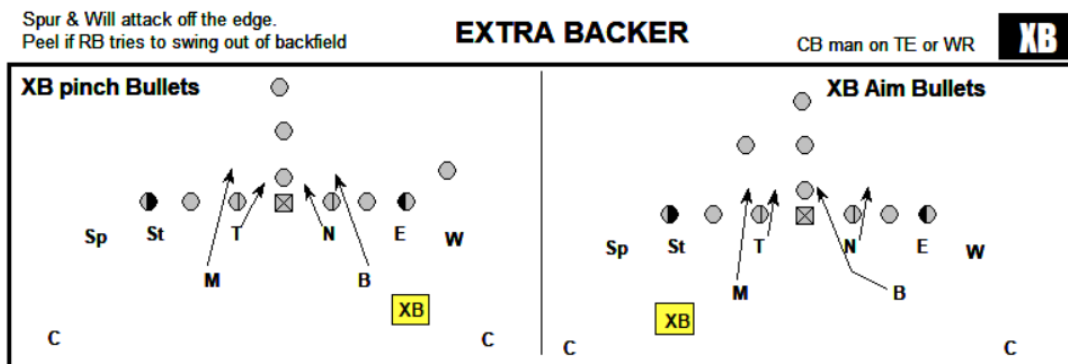 Spur & Will attack off the edge.
Peel if RB tries to swing out of backfield
EXTRA BACKER
CB man on TE or WR
XB
XB pinch Bullets
Sp St T N E W
M B
XB
C C
XB Aim Bullets
Sp St T N E W
M B
XB
C C